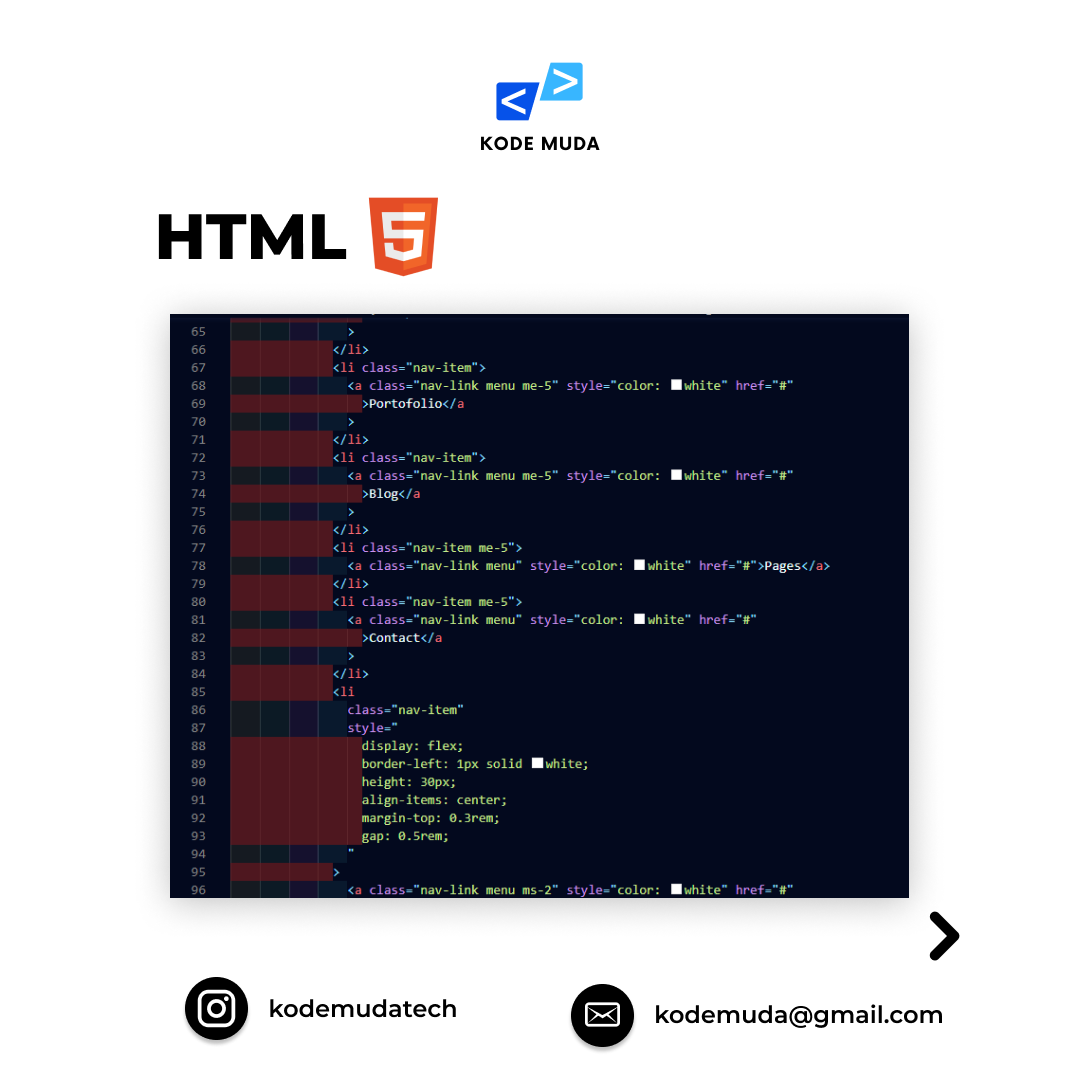 < >
KODE MUDA
HTML 5
65 >
66 </li>
67 <li class="nav-item">
68 <a class="nav-link menu me-5" style="color: white" href="#"
69 >Portofolio</a
70 >
71 </li>
72 <li class="nav-item">
73 <a class="nav-link menu me-5" style="color: white" href="#"
74 >Blog</a
75 >
76 </li>
77 <li class="nav-item me-5">
78 <a class="nav-link menu" style="color: white" href="#">Pages</a>
79 </li>
80 <li class="nav-item me-5">
81 <a class="nav-link menu" style="color: white" href="#"
82 >Contact</a
83 >
84 </li>
85 <li
86 class="nav-item"
87 style="
88 display: flex;
89 border-left: 1px solid white;
90 height: 30px;
91 align-items: center;
92 margin-top: 0.3rem;
93 gap: 0.5rem;
94 "
95 >
96 <a class="nav-link menu ms-2" style="color: white" href="#"
kodemudatech
kodemuda@gmail.com